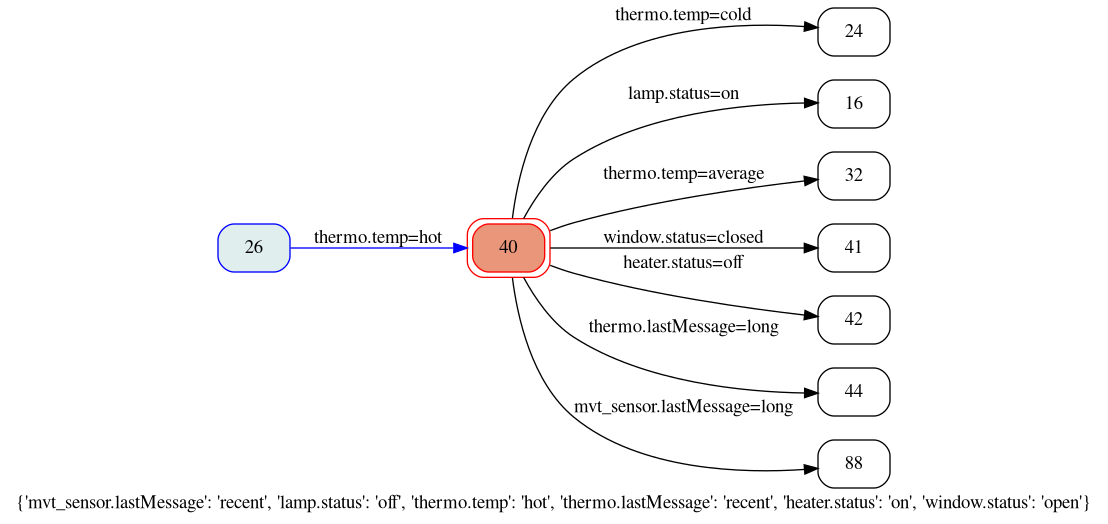 thermo.temp=cold
24
lamp.status=on
16
thermo.temp=average
32
26
thermo.temp=hot
40
window.status=closed
41
heater.status=off
42
thermo.lastMessage=long
44
mvt_sensor.lastMessage=long
88
{'mvt_sensor.lastMessage': 'recent', 'lamp.status': 'off', 'thermo.temp': 'hot', 'thermo.lastMessage': 'recent', 'heater.status': 'on', 'window.status': 'open'}